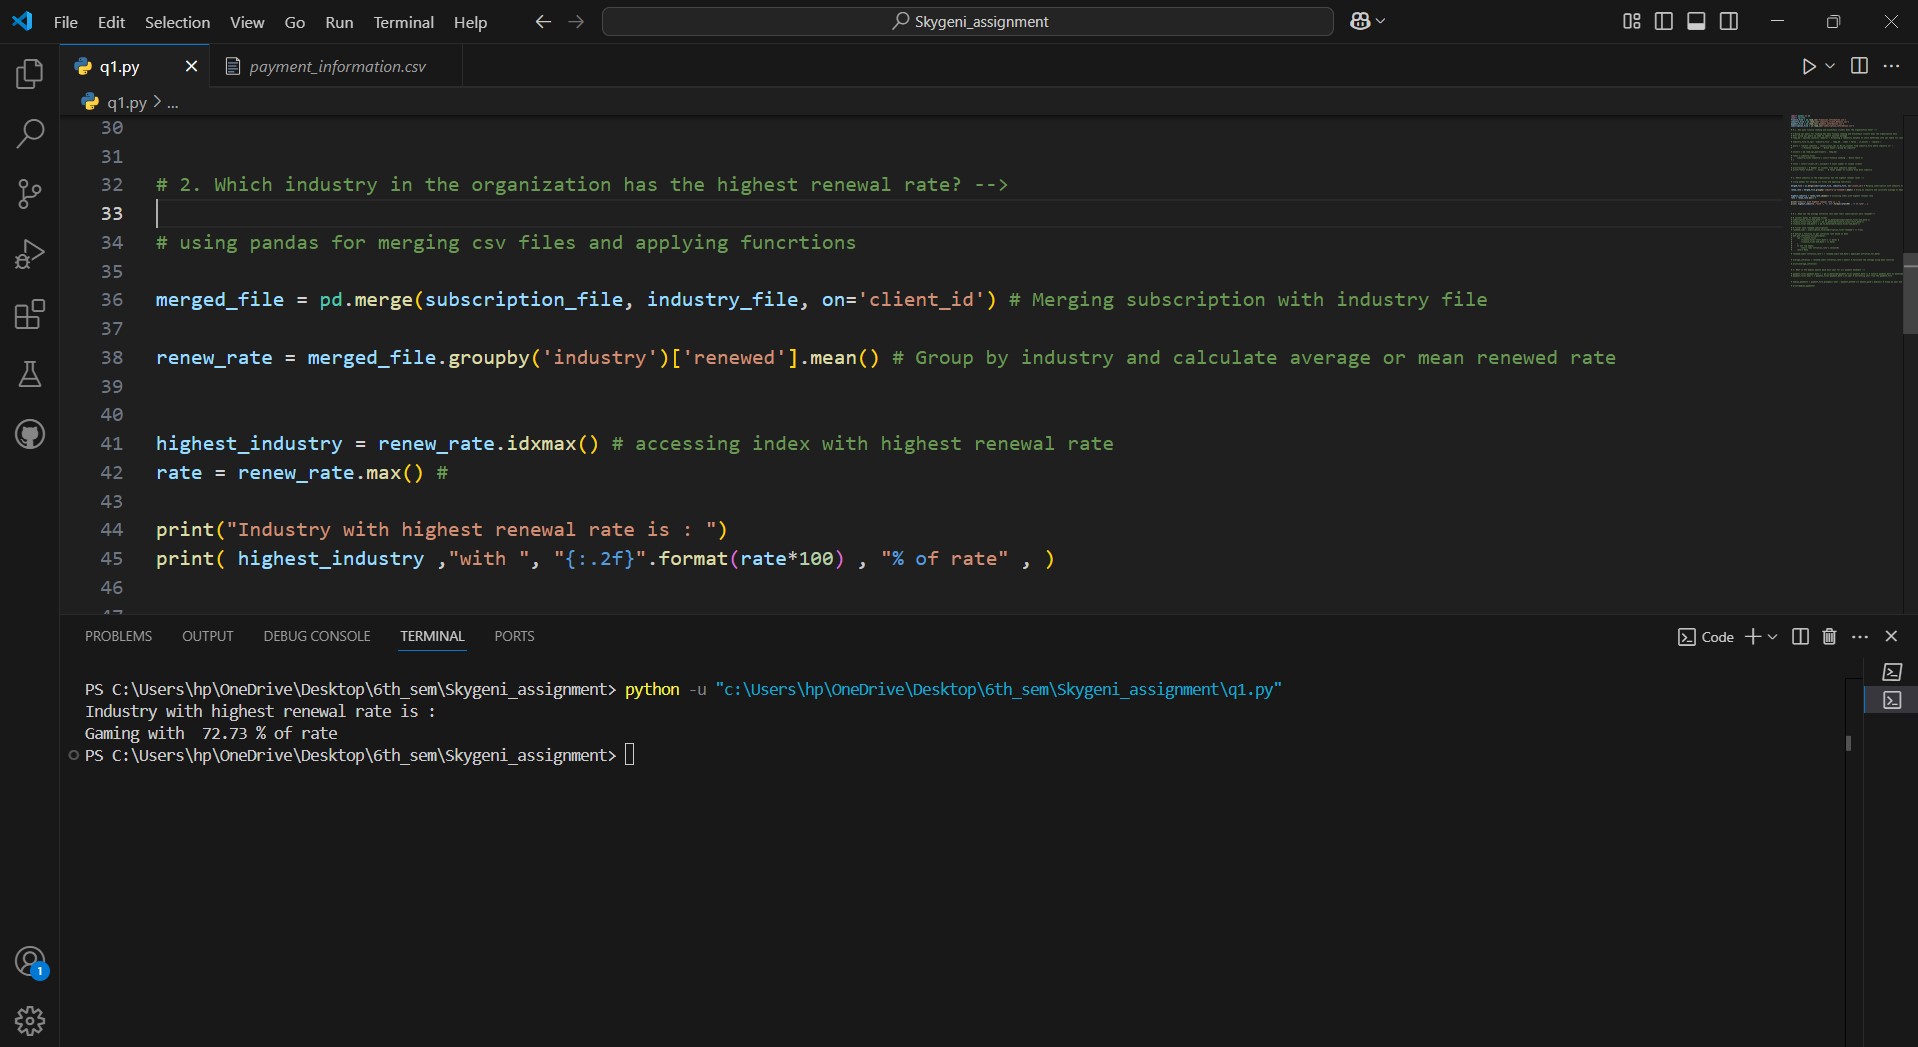 File Edit Selection View Go Run Terminal Help Skygeni_assignment
q1.py payment_information.csv
q1.py > ...
30
31
32 # 2. Which industry in the organization has the highest renewal rate? -->
33
34 # using pandas for merging csv files and applying funcrtions
35
36 merged_file = pd.merge(subscription_file, industry_file, on='client_id') # Merging subscription with industry file
37
38 renew_rate = merged_file.groupby('industry')['renewed'].mean() # Group by industry and calculate average or mean renewed rate
39
40
41 highest_industry = renew_rate.idxmax() # accessing index with highest renewal rate
42 rate = renew_rate.max() #
43
44 print("Industry with highest renewal rate is : ")
45 print( highest_industry ,"with ", "{:.2f}".format(rate*100) , "% of rate" , )
46
PROBLEMS OUTPUT DEBUG CONSOLE TERMINAL PORTS Code
PS C:\Users\hp\OneDrive\Desktop\6th_sem\Skygeni_assignment> python -u "c:\Users\hp\OneDrive\Desktop\6th_sem\Skygeni_assignment\q1.py"
Industry with highest renewal rate is :
Gaming with  72.73 % of rate
PS C:\Users\hp\OneDrive\Desktop\6th_sem\Skygeni_assignment>
1